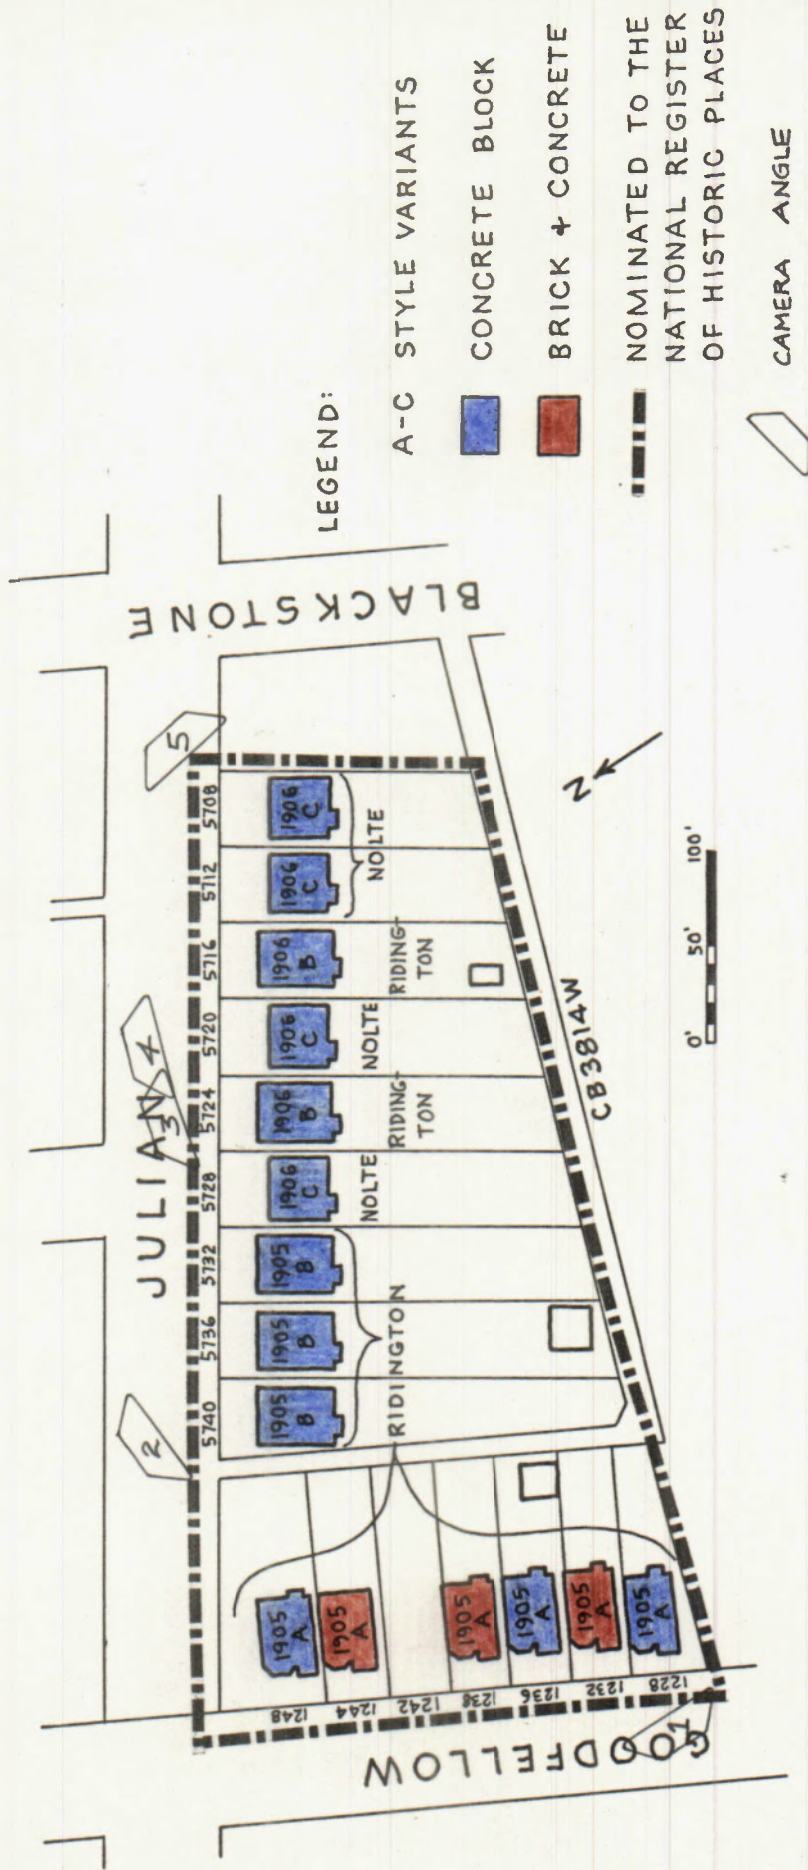 JULIAN
BLACKSTONE
GOODFELLOW
2
3
4
5
1
5740
5736
5732
5728
5724
5720
5716
5712
5708
1905
B
1905
B
1905
B
1906
C
1906
B
1906
C
1906
B
1906
C
1906
C
RIDINGTON
NOLTE
RIDING-
TON
NOLTE
RIDING-
TON
NOLTE
1905
A
1905
A
1905
A
1905
A
1905
A
1905
A
1248
1244
1242
1238
1236
1232
1228
CB3814W
N
0'
50'
100'
LEGEND:
A-C STYLE VARIANTS
CONCRETE BLOCK
BRICK + CONCRETE
NOMINATED TO THE
NATIONAL REGISTER
OF HISTORIC PLACES
CAMERA ANGLE